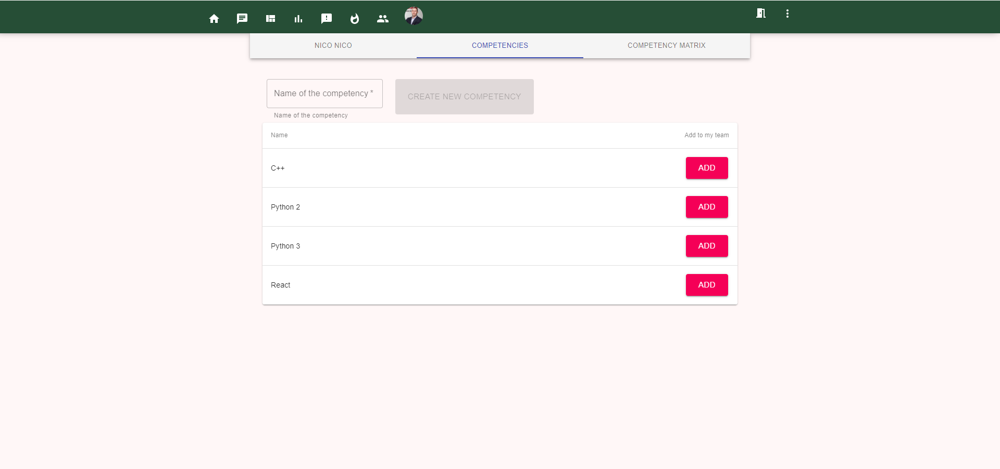 NICO NICO
COMPETENCIES
COMPETENCY MATRIX
Name of the competency *
CREATE NEW COMPETENCY
Name of the competency
Name
Add to my team
C++
ADD
Python 2
ADD
Python 3
ADD
React
ADD